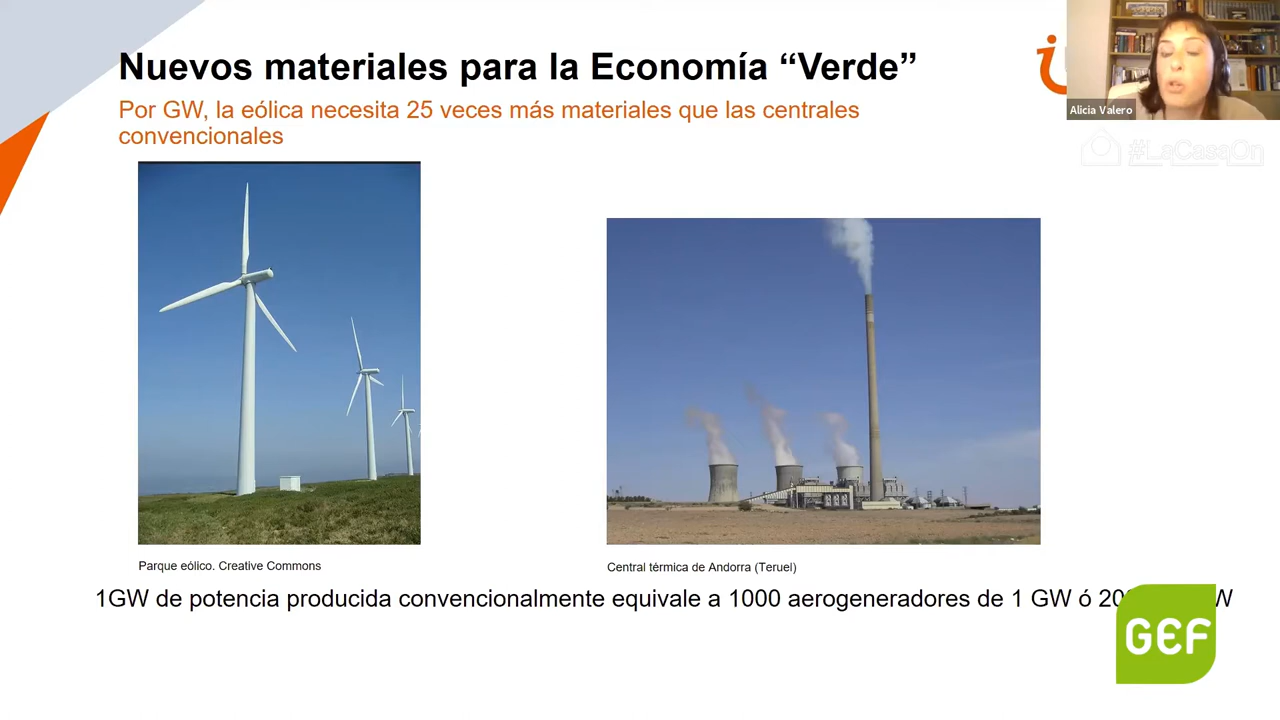 Nuevos materiales para la Economía “Verde”
Por GW, la eólica necesita 25 veces más materiales que las centrales
convencionales
Alicia Valero
#LaCasaOn
Parque eólico. Creative Commons
Central térmica de Andorra (Teruel)
1GW de potencia producida convencionalmente equivale a 1000 aerogeneradores de 1 GW ó
GEF